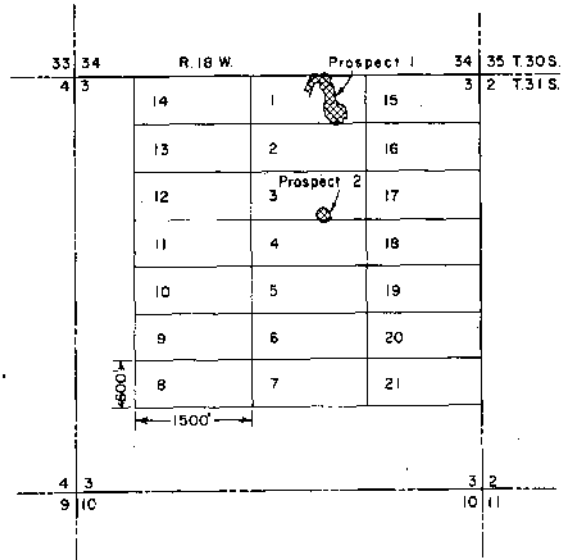 33 34 R. 18 W. Prospect 1 34 35 T. 30 S.
4 3 3 2 T. 31 S.
14 1 15
13 2 16
Prospect 2
12 3 17
11 4 18
10 5 19
9 6 20
600' 8 7 21
1500'
4 3 3 2
9 10 10 11